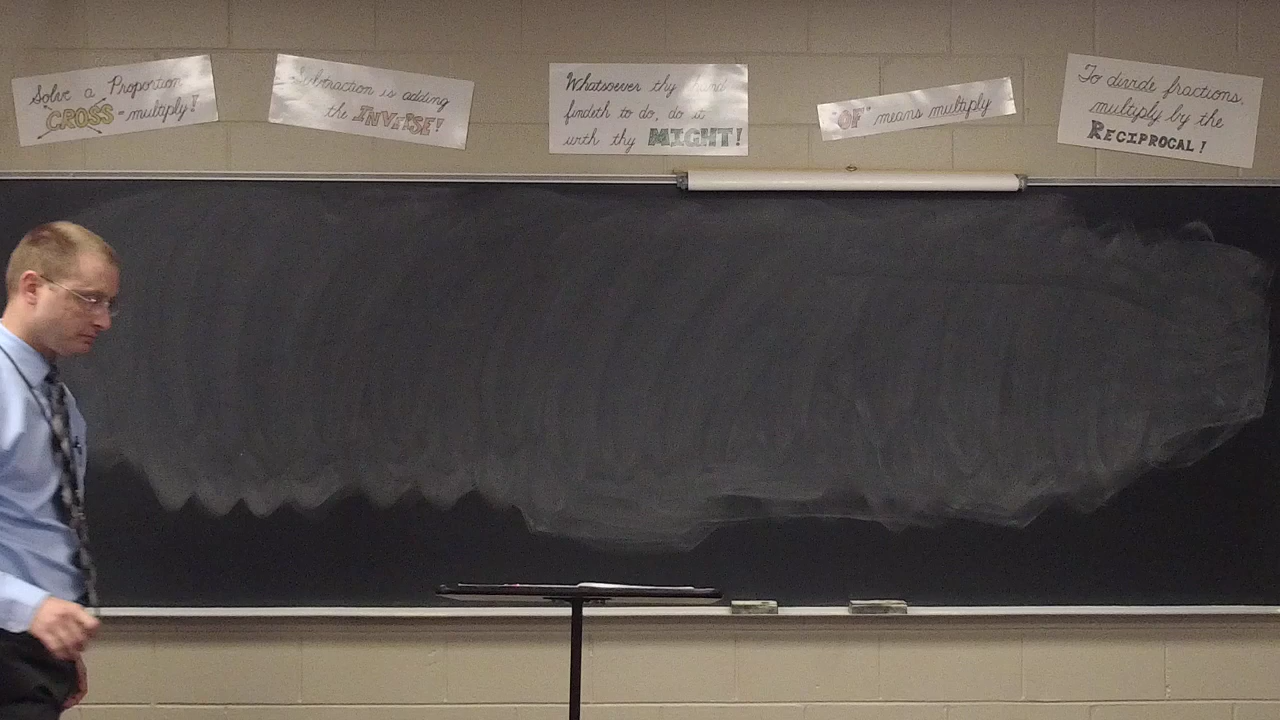 Solve a Proportion
"CROSS"-multiply!
Subtraction is adding
the INVERSE!
Whatsoever thy hand
findeth to do, do it
with thy MIGHT!
"OF" means multiply
To divide fractions,
multiply by the
RECIPROCAL!